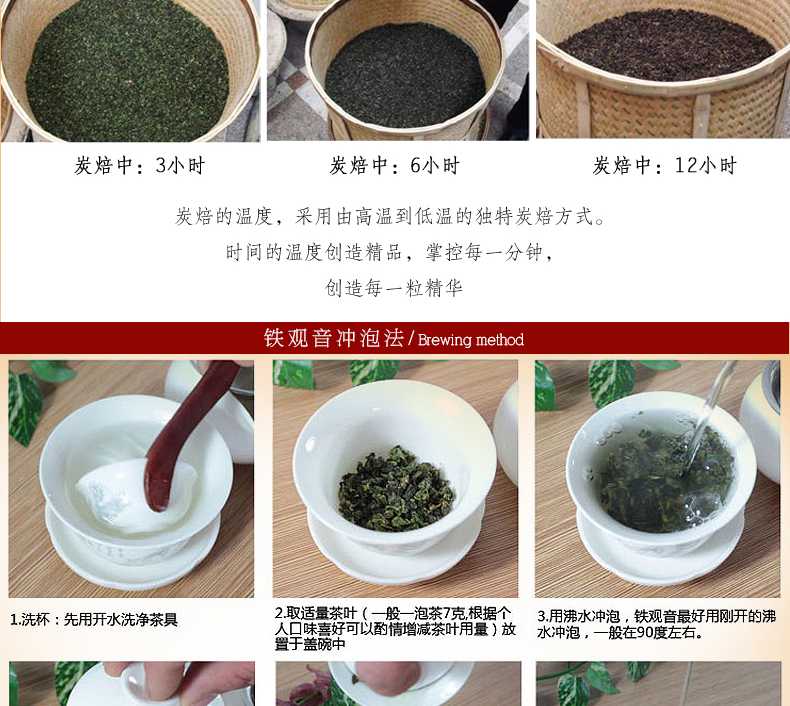 炭焙中：3小时
炭焙中：6小时
炭焙中：12小时
炭焙的温度，采用由高温到低温的独特炭焙方式。
时间的温度创造精品，掌控每一分钟，
创造每一粒精华
铁观音冲泡法/Brewing method
1.洗杯：先用开水洗净茶具
2.取适量茶叶（一般一泡茶7克,根据个
人口味喜好可以酌情增减茶叶用量）放
置于盖碗中
3.用沸水冲泡，铁观音最好用刚开的沸
水冲泡，一般在90度左右。